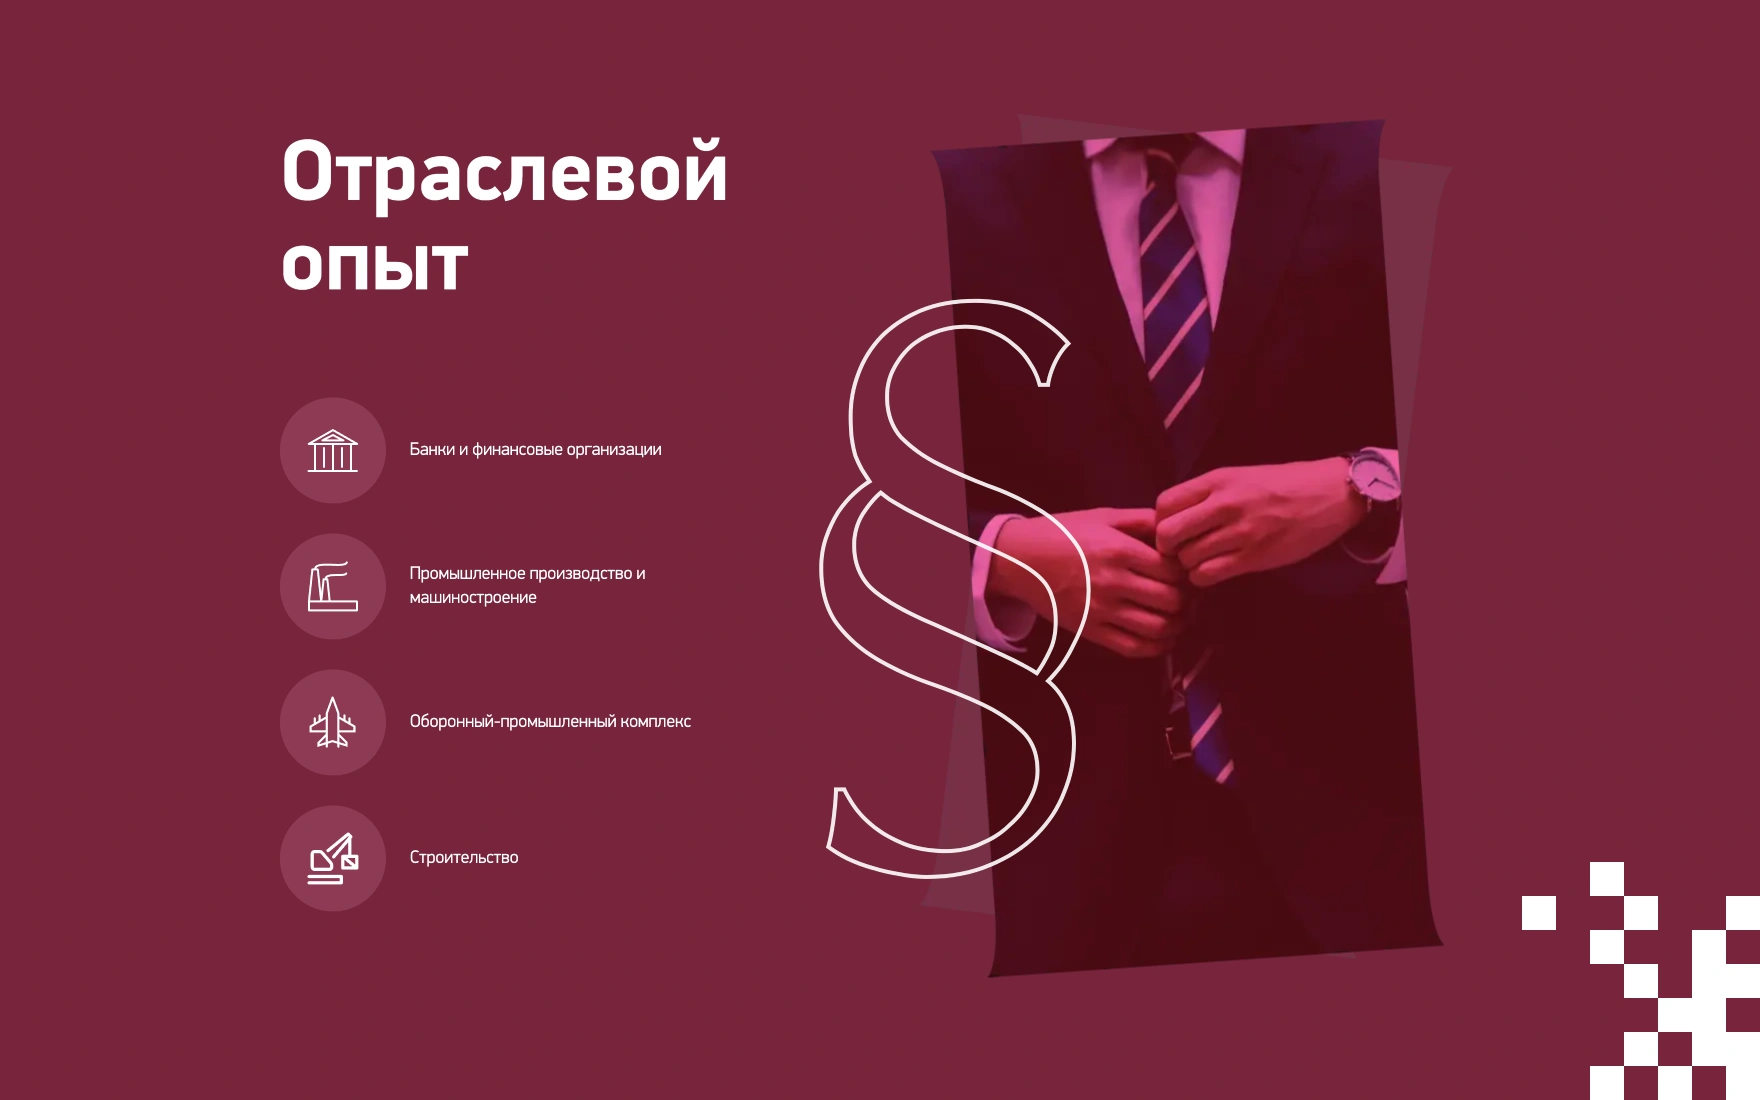 Отраслевой
опыт
Банки и финансовые организации
Промышленное производство и
машиностроение
Оборонный-промышленный комплекс
Строительство
§